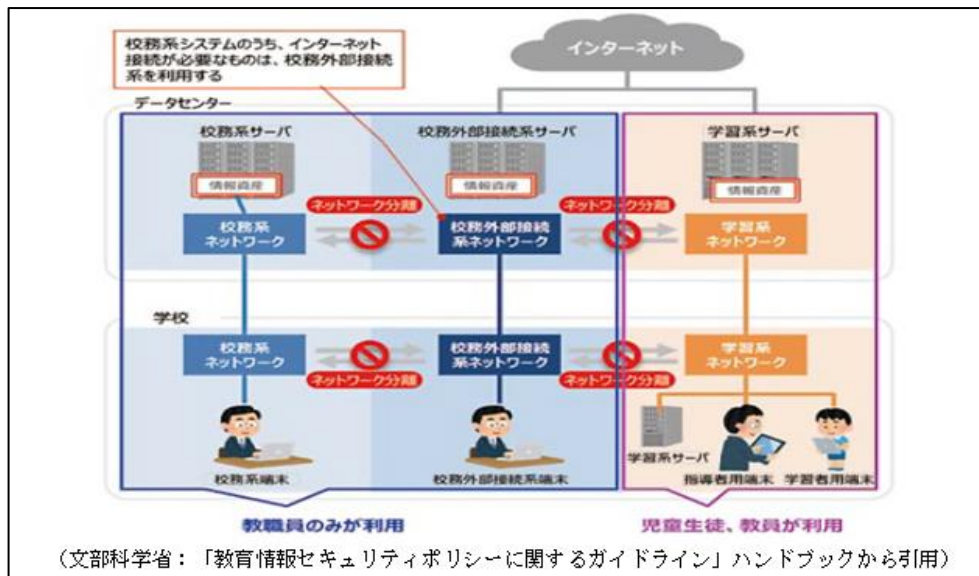 校務系システムのうち、インターネット
接続が必要なものは、校務外部接続
系を利用する
インターネット
データセンター
校務系サーバ
校務外部接続系サーバ
学習系サーバ
情報資産
情報資産
情報資産
ネットワーク分離
ネットワーク分離
校務系
ネットワーク
校務外部接続
系ネットワーク
学習系
ネットワーク
学校
校務系
ネットワーク
校務外部接続
系ネットワーク
学習系
ネットワーク
ネットワーク分離
ネットワーク分離
学習系サーバ
校務系端末
校務外部接続系端末
指導者用端末
学習者用端末
教職員のみが利用
児童生徒、教員が利用
（文部科学省：「教育情報セキュリティポリシーに関するガイドライン」ハンドブックから引用）